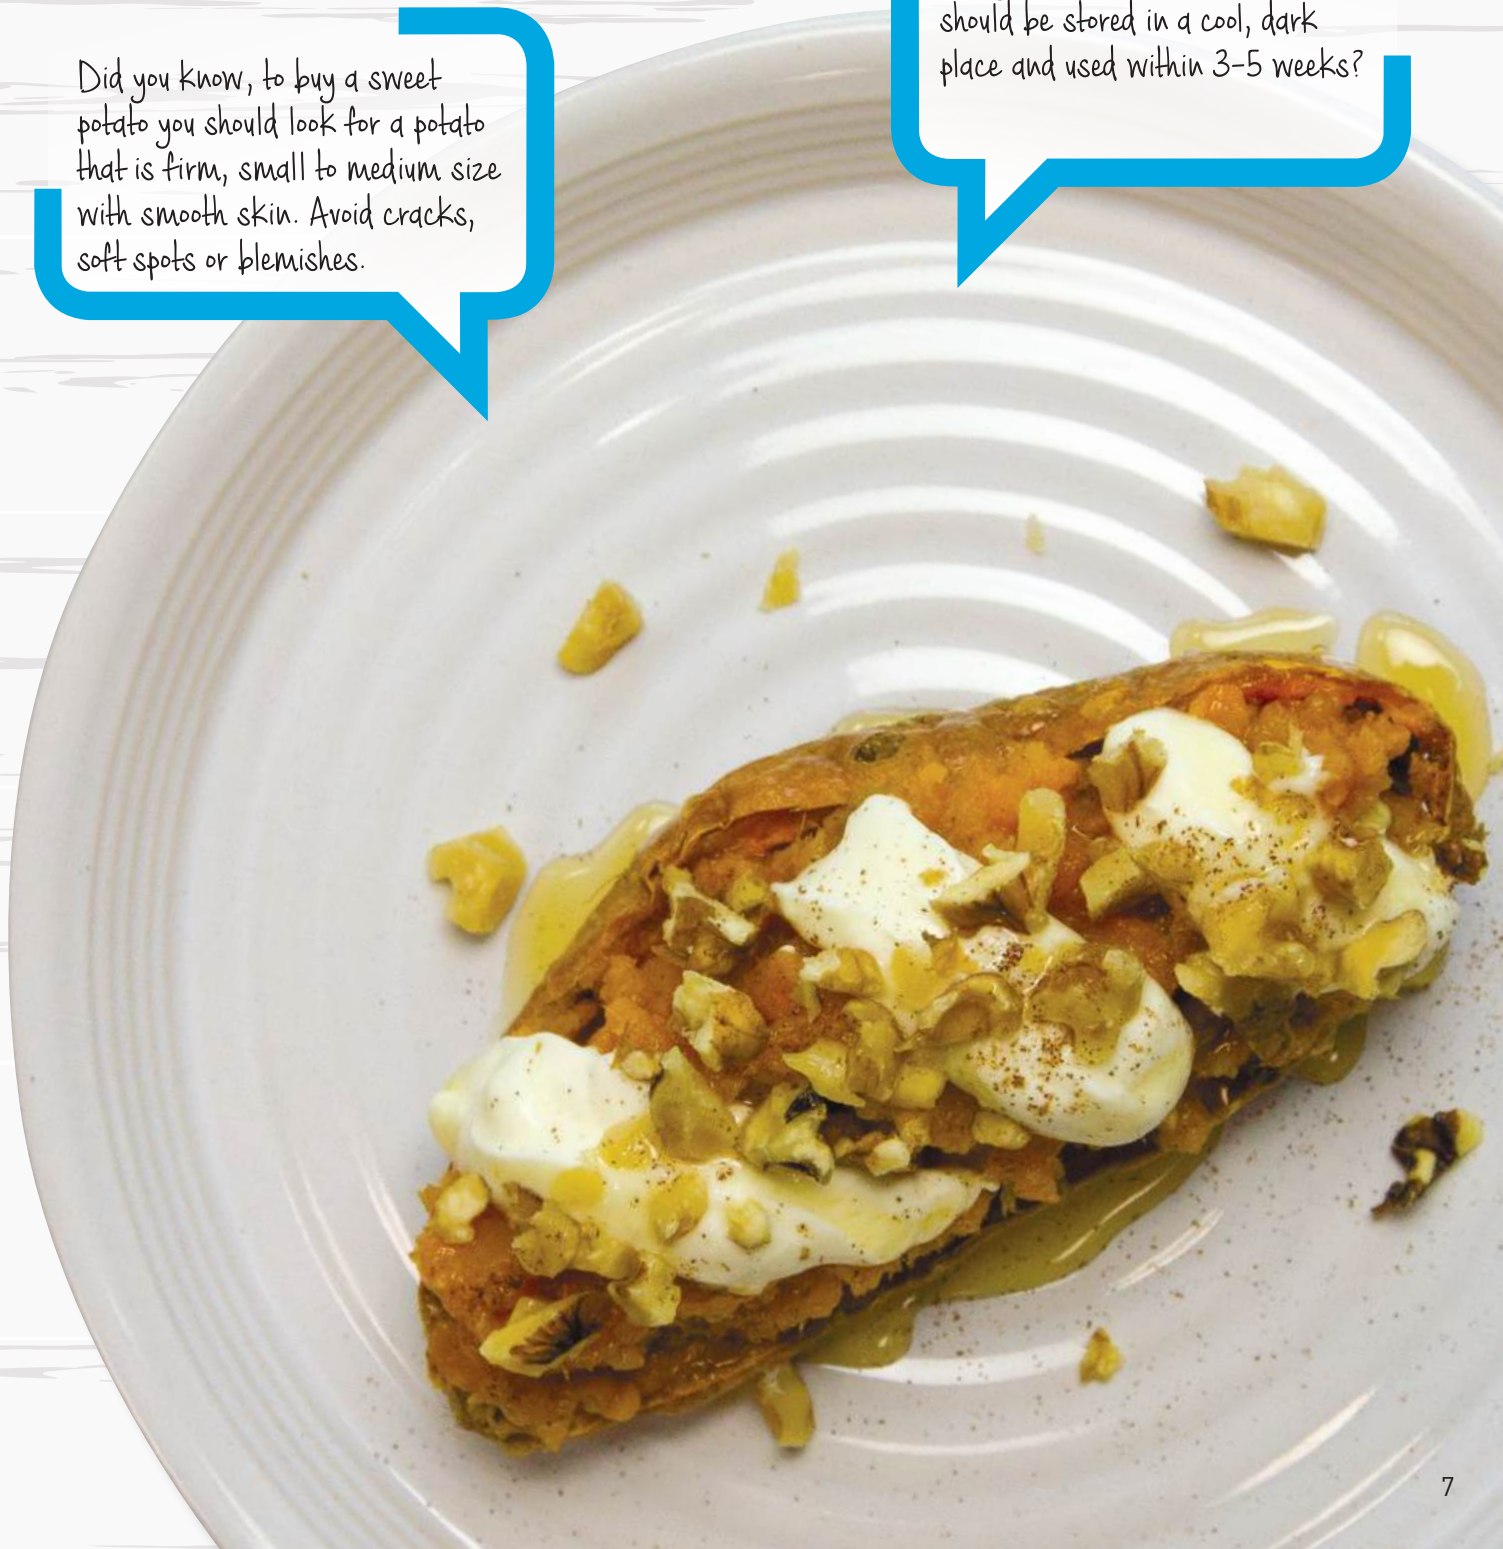 Did you know, to buy a sweet
potato you should look for a potato
that is firm, small to medium size
with smooth skin. Avoid cracks,
soft spots or blemishes.
should be stored in a cool, dark
place and used within 3-5 weeks?
7